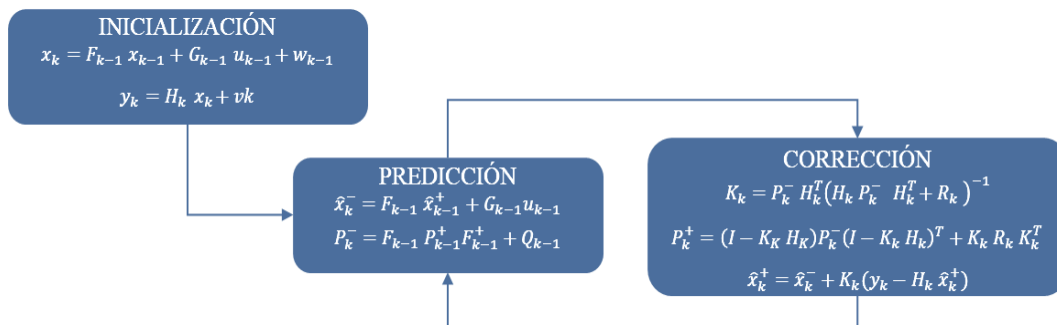 INICIALIZACIÓN
x_k = F_{k-1} x_{k-1} + G_{k-1} u_{k-1} + w_{k-1}
y_k = H_k x_k + vk
PREDICCIÓN
x̂_k^- = F_{k-1} x̂_{k-1}^+ + G_{k-1}u_{k-1}
P_k^- = F_{k-1} P_{k-1}^+ F_{k-1}^+ + Q_{k-1}
CORRECCIÓN
K_k = P_k^- H_k^T(H_k P_k^- H_k^T + R_k)^{-1}
P_k^+ = (I − K_K H_K)P_k^-(I − K_k H_k)^T + K_k R_k K_k^T
x̂_k^+ = x̂_k^- + K_k(y_k − H_k x̂_k^+)